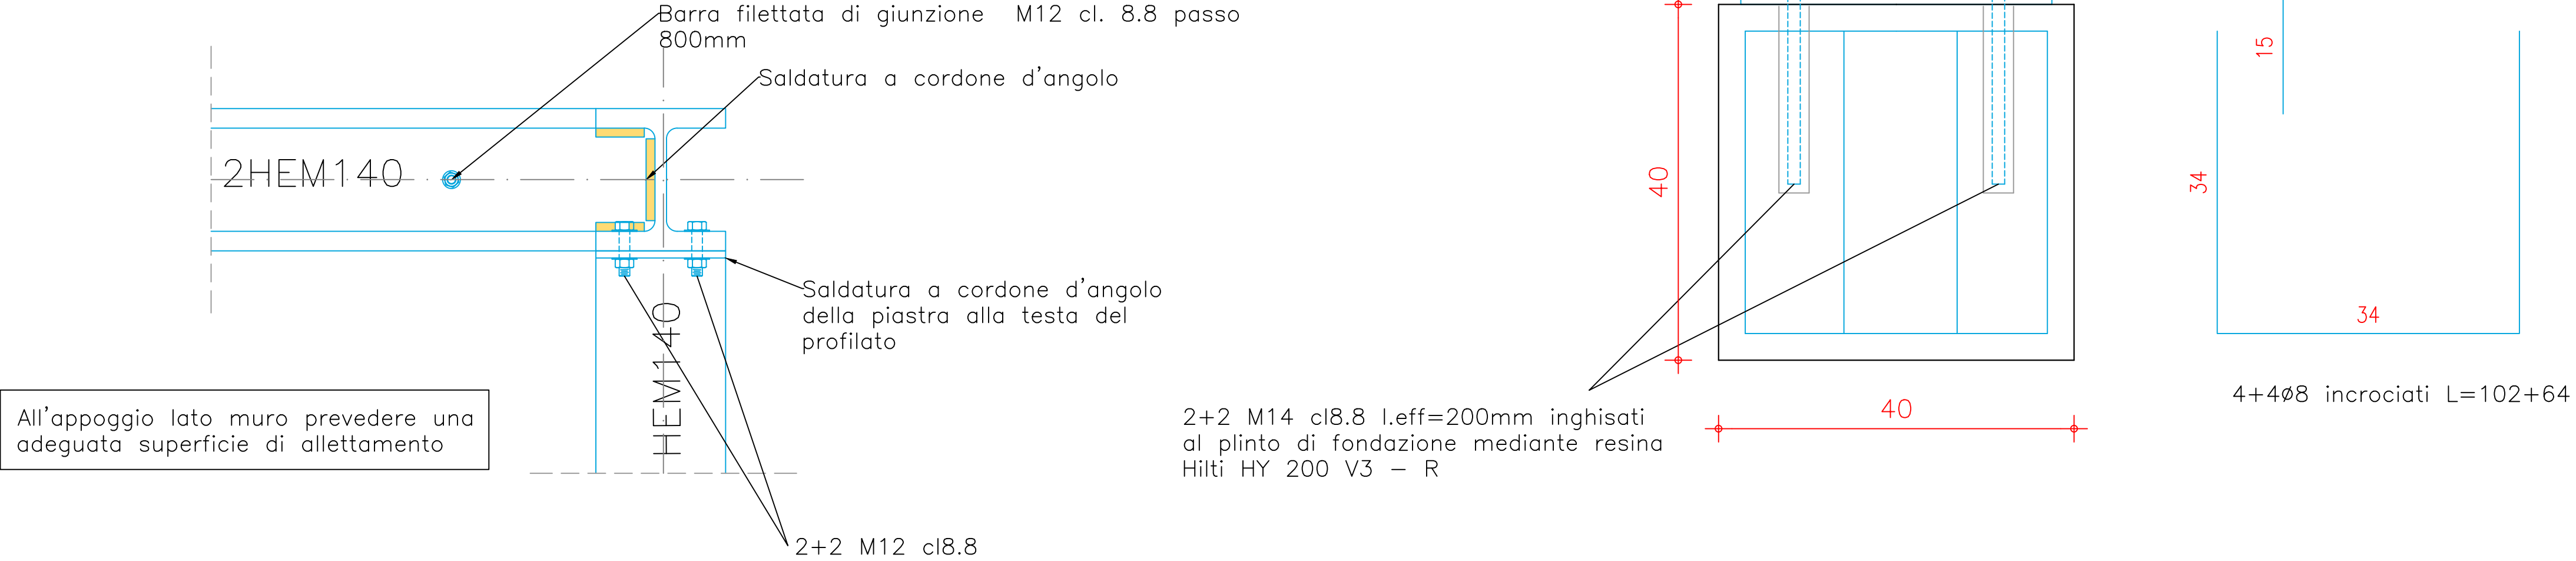 Barra filettata di giunzione M12 cl. 8.8 passo
800mm
Saldatura a cordone d'angolo
2HEM140
Saldatura a cordone d'angolo
della piastra alla testa del
profilato
HEM140
All'appoggio lato muro prevedere una
adeguata superficie di allettamento
2+2 M12 cl8.8
40
40
2+2 M14 cl8.8 l.eff=200mm inghisati
al plinto di fondazione mediante resina
Hilti HY 200 V3 – R
15
34
34
4+4ø8 incrociati L=102+64